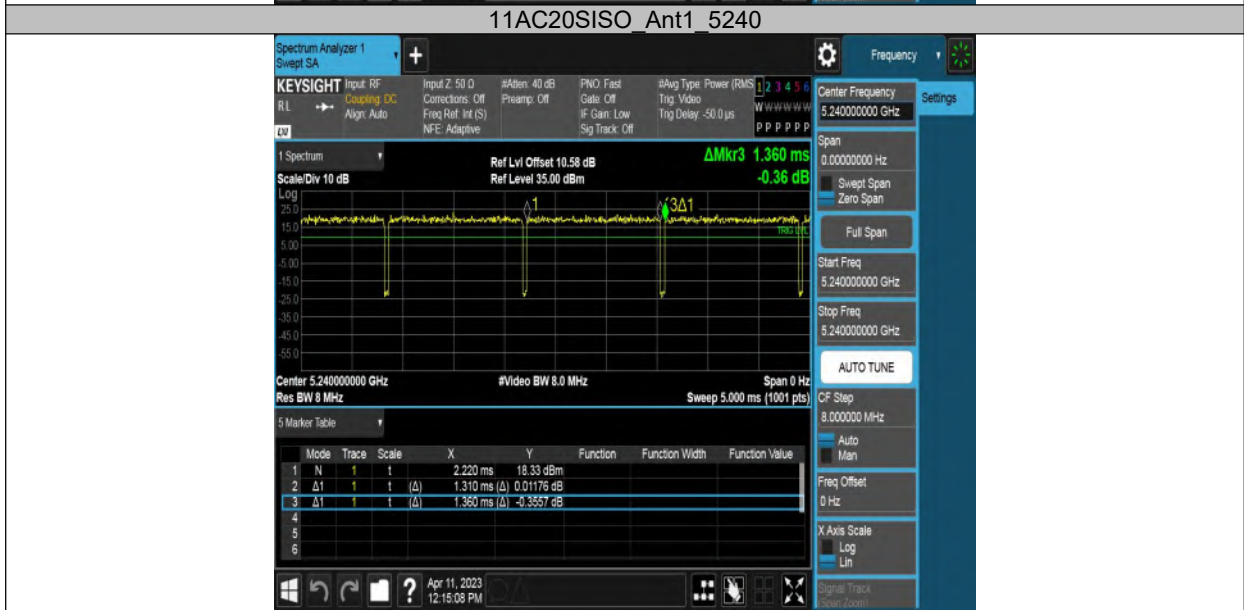 11AC20SISO_Ant1_5240
Spectrum Analyzer 1
Swept SA
Frequency
KEYSIGHT
RL
LXI
Input: RF
Coupling: DC
Align: Auto
Input Z: 50 Ω
Corrections: Off
Freq Ref: Int (S)
NFE: Adaptive
#Atten: 40 dB
Preamp: Off
PNO: Fast
Gate: Off
IF Gain: Low
Sig Track: Off
#Avg Type: Power (RMS
Trig: Video
Trig Delay: -50.0 µs
1 2 3 4 5 6
W W W W W W
P P P P P P
Center Frequency
5.240000000 GHz
Settings
1 Spectrum
Scale/Div 10 dB
Ref Lvl Offset 10.58 dB
Ref Level 35.00 dBm
ΔMkr3 1.360 ms
-0.36 dB
Span
0.00000000 Hz
Swept Span
Zero Span
Full Span
Start Freq
5.240000000 GHz
Stop Freq
5.240000000 GHz
AUTO TUNE
Log
25.0
15.0
5.00
-5.00
-15.0
-25.0
-35.0
-45.0
-55.0
1
3Δ1
TRIG LVL
Center 5.240000000 GHz
#Video BW 8.0 MHz
Span 0 Hz
Res BW 8 MHz
Sweep 5.000 ms (1001 pts)
CF Step
8.000000 MHz
Auto
Man
Freq Offset
0 Hz
X Axis Scale
Log
Lin
Signal Track
(Span Zoom)
5 Marker Table
Mode Trace Scale X Y Function Function Width Function Value
1 N 1 t 2.220 ms 18.33 dBm
2 Δ1 1 t (Δ) 1.310 ms (Δ) 0.01176 dB
3 Δ1 1 t (Δ) 1.360 ms (Δ) -0.3557 dB
4
5
6
?
Apr 11, 2023
12:15:08 PM